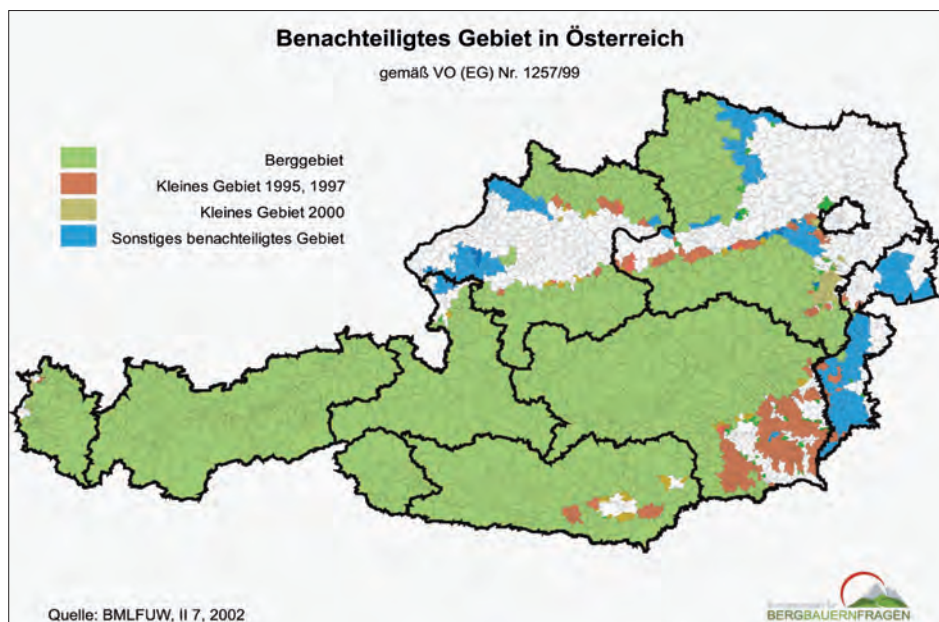 Benachteiligtes Gebiet in Österreich
gemäß VO (EG) Nr. 1257/99
Berggebiet
Kleines Gebiet 1995, 1997
Kleines Gebiet 2000
Sonstiges benachteiligtes Gebiet
Quelle: BMLFUW, II 7, 2002
BERGBAUERNFRAGEN